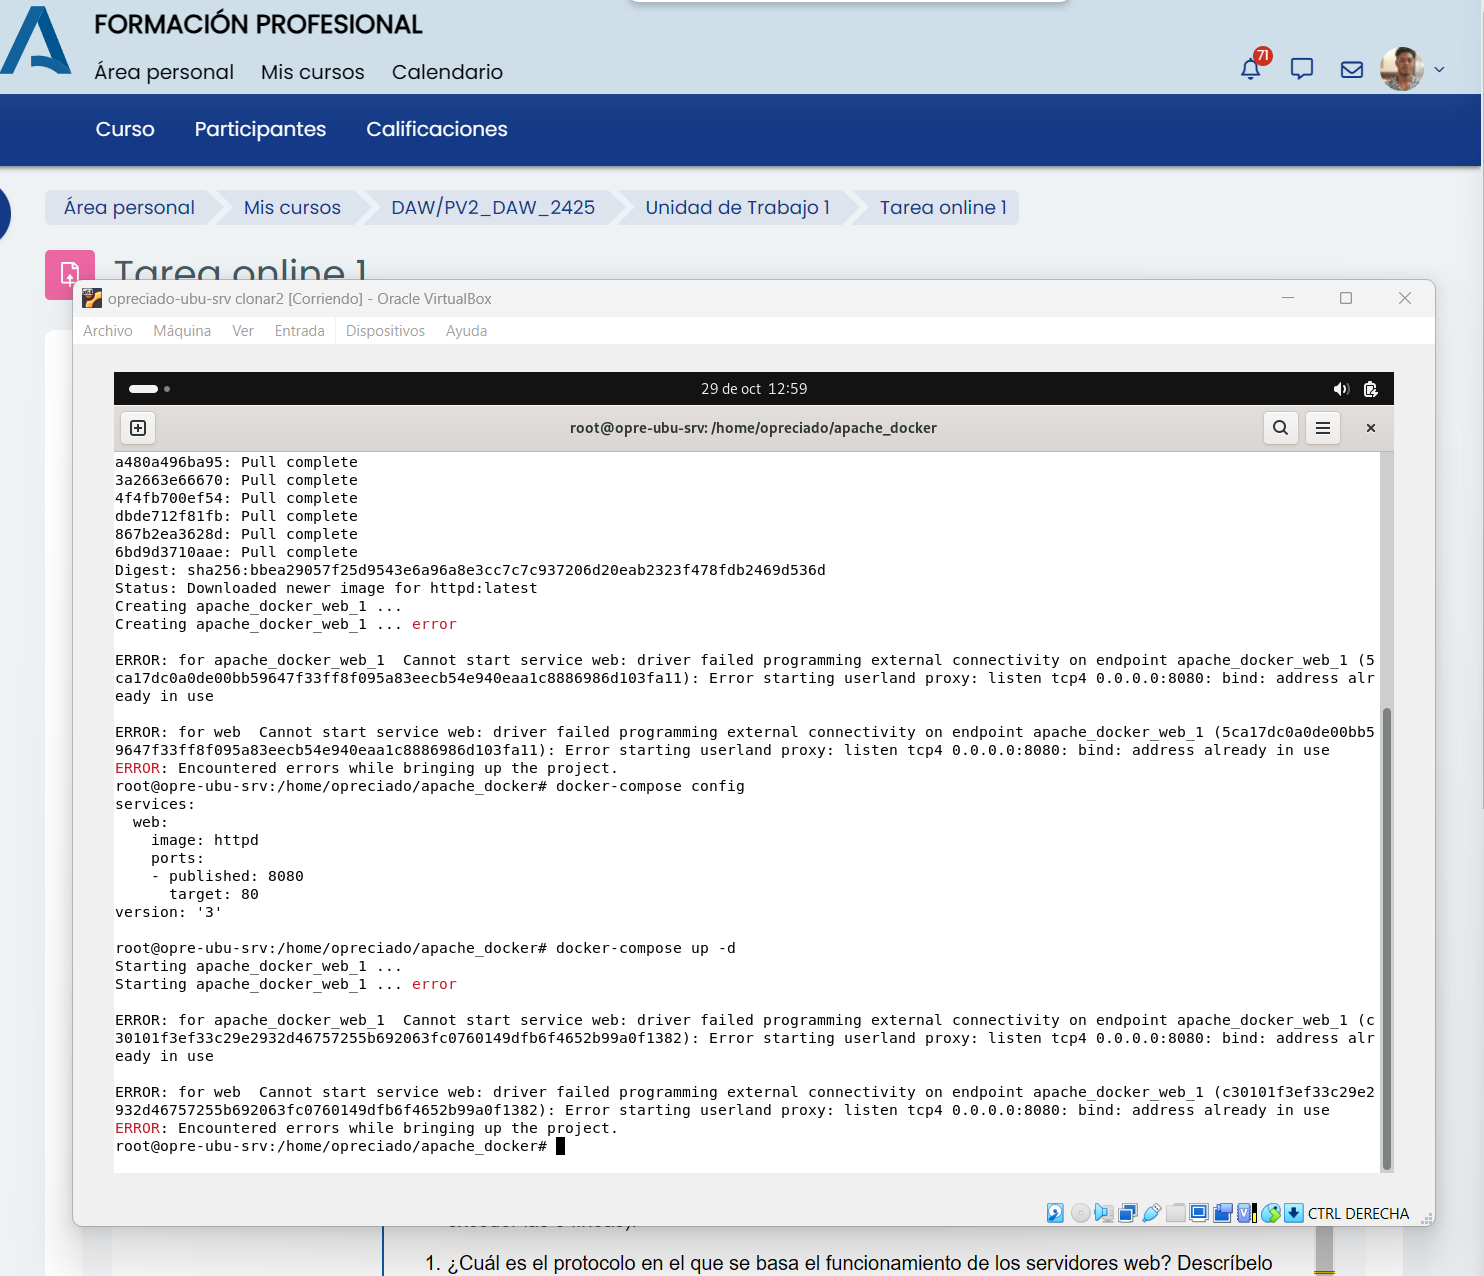 FORMACIÓN PROFESIONAL
Área personal Mis cursos Calendario
71
Curso Participantes Calificaciones
Área personal Mis cursos DAW/PV2_DAW_2425 Unidad de Trabajo 1 Tarea online 1
Tarea online 1
opreciado-ubu-srv clonar2 [Corriendo] - Oracle VirtualBox
Archivo Máquina Ver Entrada Dispositivos Ayuda
29 de oct 12:59
root@opre-ubu-srv: /home/opreciado/apache_docker
a480a496ba95: Pull complete
3a2663e66670: Pull complete
4f4fb700ef54: Pull complete
dbde712f81fb: Pull complete
867b2ea3628d: Pull complete
6bd9d3710aae: Pull complete
Digest: sha256:bbea29057f25d9543e6a96a8e3cc7c7c937206d20eab2323f478fdb2469d536d
Status: Downloaded newer image for httpd:latest
Creating apache_docker_web_1 ...
Creating apache_docker_web_1 ... error
ERROR: for apache_docker_web_1  Cannot start service web: driver failed programming external connectivity on endpoint apache_docker_web_1 (5
ca17dc0a0de00bb59647f33ff8f095a83eecb54e940eaa1c8886986d103fa11): Error starting userland proxy: listen tcp4 0.0.0.0:8080: bind: address alr
eady in use
ERROR: for web  Cannot start service web: driver failed programming external connectivity on endpoint apache_docker_web_1 (5ca17dc0a0de00bb5
9647f33ff8f095a83eecb54e940eaa1c8886986d103fa11): Error starting userland proxy: listen tcp4 0.0.0.0:8080: bind: address already in use
ERROR: Encountered errors while bringing up the project.
root@opre-ubu-srv:/home/opreciado/apache_docker# docker-compose config
services:
  web:
    image: httpd
    ports:
    - published: 8080
      target: 80
version: '3'
root@opre-ubu-srv:/home/opreciado/apache_docker# docker-compose up -d
Starting apache_docker_web_1 ...
Starting apache_docker_web_1 ... error
ERROR: for apache_docker_web_1  Cannot start service web: driver failed programming external connectivity on endpoint apache_docker_web_1 (c
30101f3ef33c29e2932d46757255b692063fc0760149dfb6f4652b99a0f1382): Error starting userland proxy: listen tcp4 0.0.0.0:8080: bind: address alr
eady in use
ERROR: for web  Cannot start service web: driver failed programming external connectivity on endpoint apache_docker_web_1 (c30101f3ef33c29e2
932d46757255b692063fc0760149dfb6f4652b99a0f1382): Error starting userland proxy: listen tcp4 0.0.0.0:8080: bind: address already in use
ERROR: Encountered errors while bringing up the project.
root@opre-ubu-srv:/home/opreciado/apache_docker#
CTRL DERECHA
1. ¿Cuál es el protocolo en el que se basa el funcionamiento de los servidores web? Descríbelo